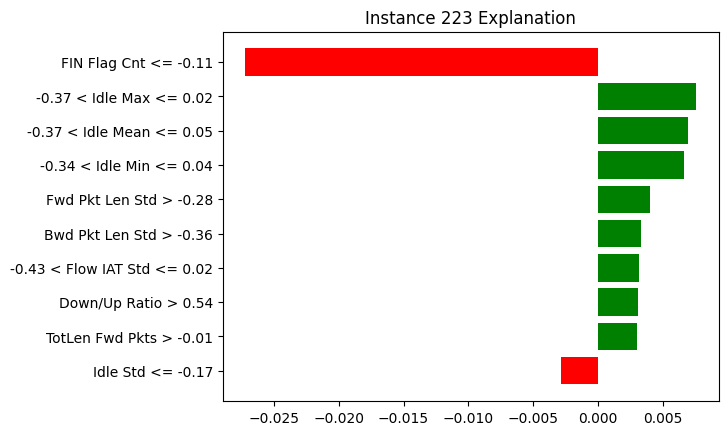 Instance 223 Explanation
FIN Flag Cnt <= -0.11
-0.37 < Idle Max <= 0.02
-0.37 < Idle Mean <= 0.05
-0.34 < Idle Min <= 0.04
Fwd Pkt Len Std > -0.28
Bwd Pkt Len Std > -0.36
-0.43 < Flow IAT Std <= 0.02
Down/Up Ratio > 0.54
TotLen Fwd Pkts > -0.01
Idle Std <= -0.17
−0.025 −0.020 −0.015 −0.010 −0.005 0.000 0.005